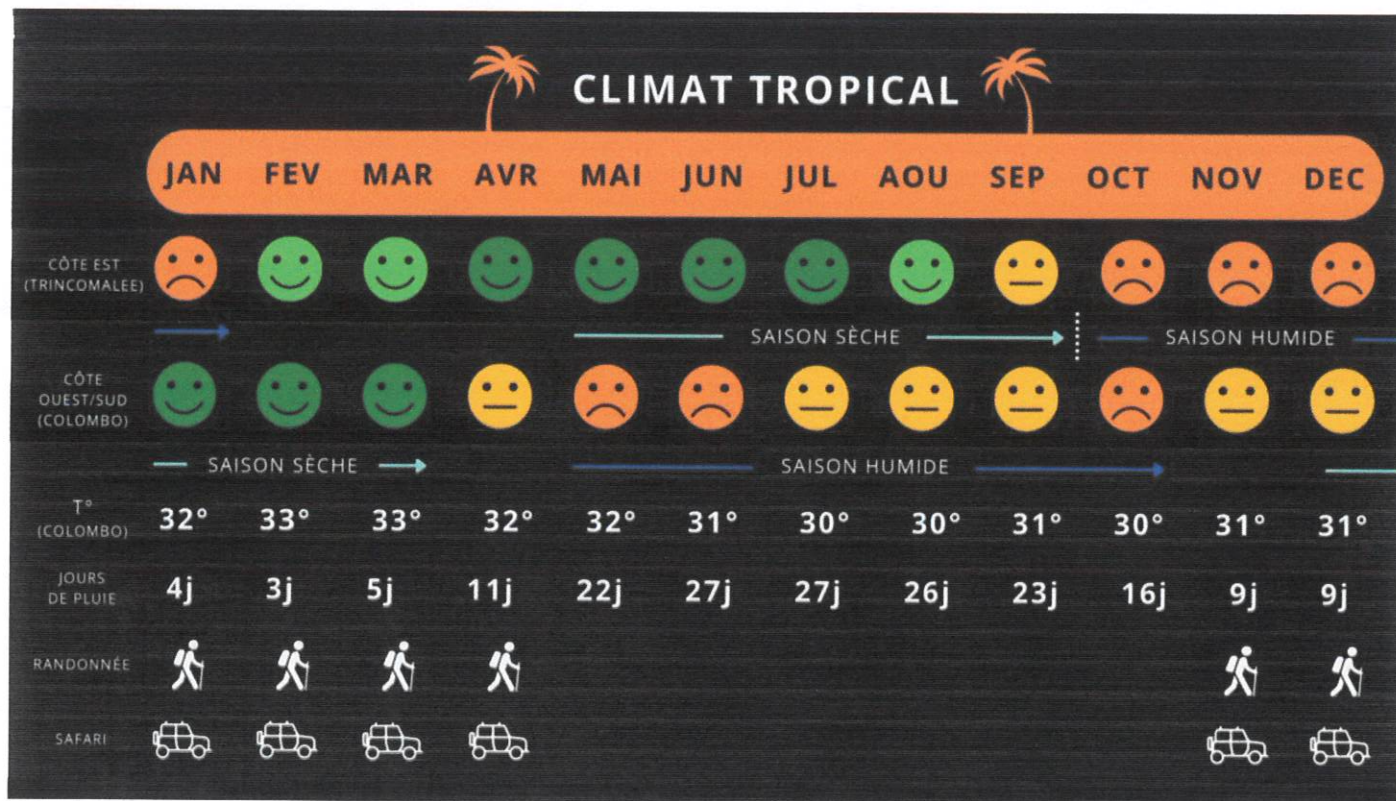 CLIMAT TROPICAL
JAN FEV MAR AVR MAI JUN JUL AOU SEP OCT NOV DEC
CÔTE EST
(TRINCOMALEE)
SAISON SÈCHE SAISON HUMIDE
CÔTE
OUEST/SUD
(COLOMBO)
SAISON SÈCHE SAISON HUMIDE
T°
(COLOMBO)
32° 33° 33° 32° 32° 31° 30° 30° 31° 30° 31° 31°
JOURS
DE PLUIE
4j 3j 5j 11j 22j 27j 27j 26j 23j 16j 9j 9j
RANDONNÉE
SAFARI